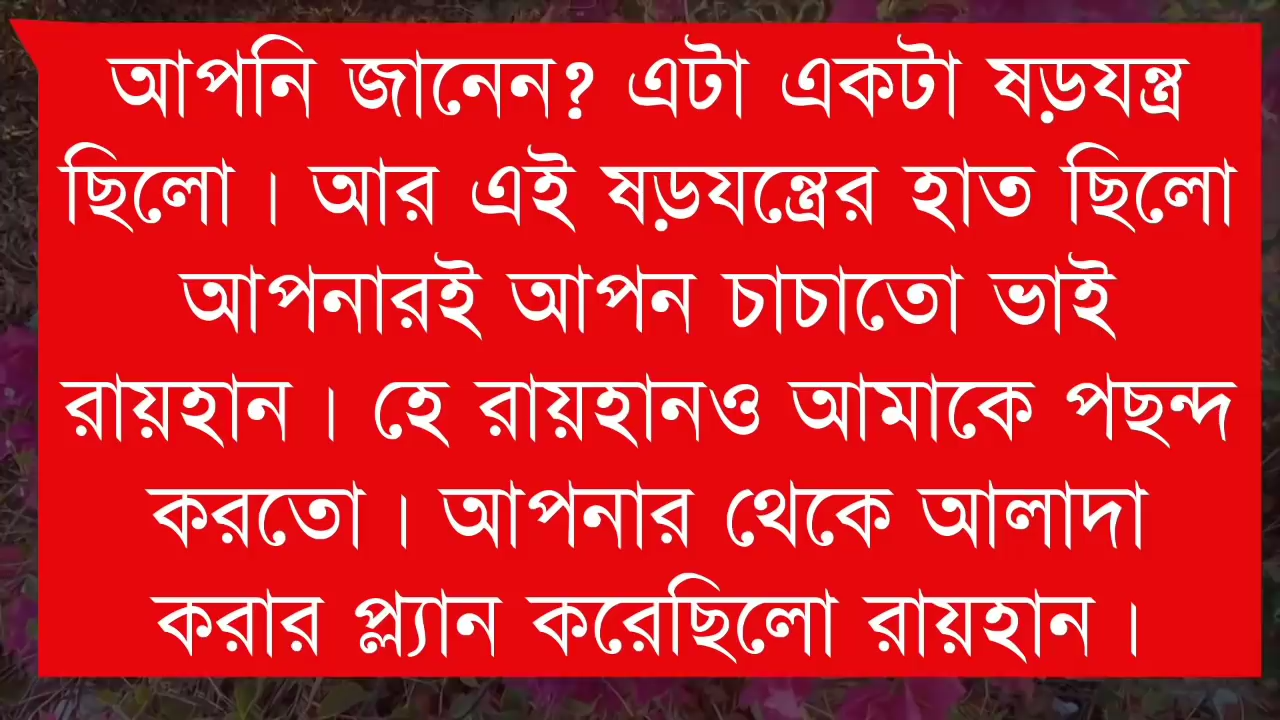 আপনি জানেন? এটা একটা ষড়যন্ত্র
ছিলো। আর এই ষড়যন্ত্রের হাত ছিলো
আপনারই আপন চাচাতো ভাই
রায়হান। হে রায়হানও আমাকে পছন্দ
করতো। আপনার থেকে আলাদা
করার প্ল্যান করেছিলো রায়হান।